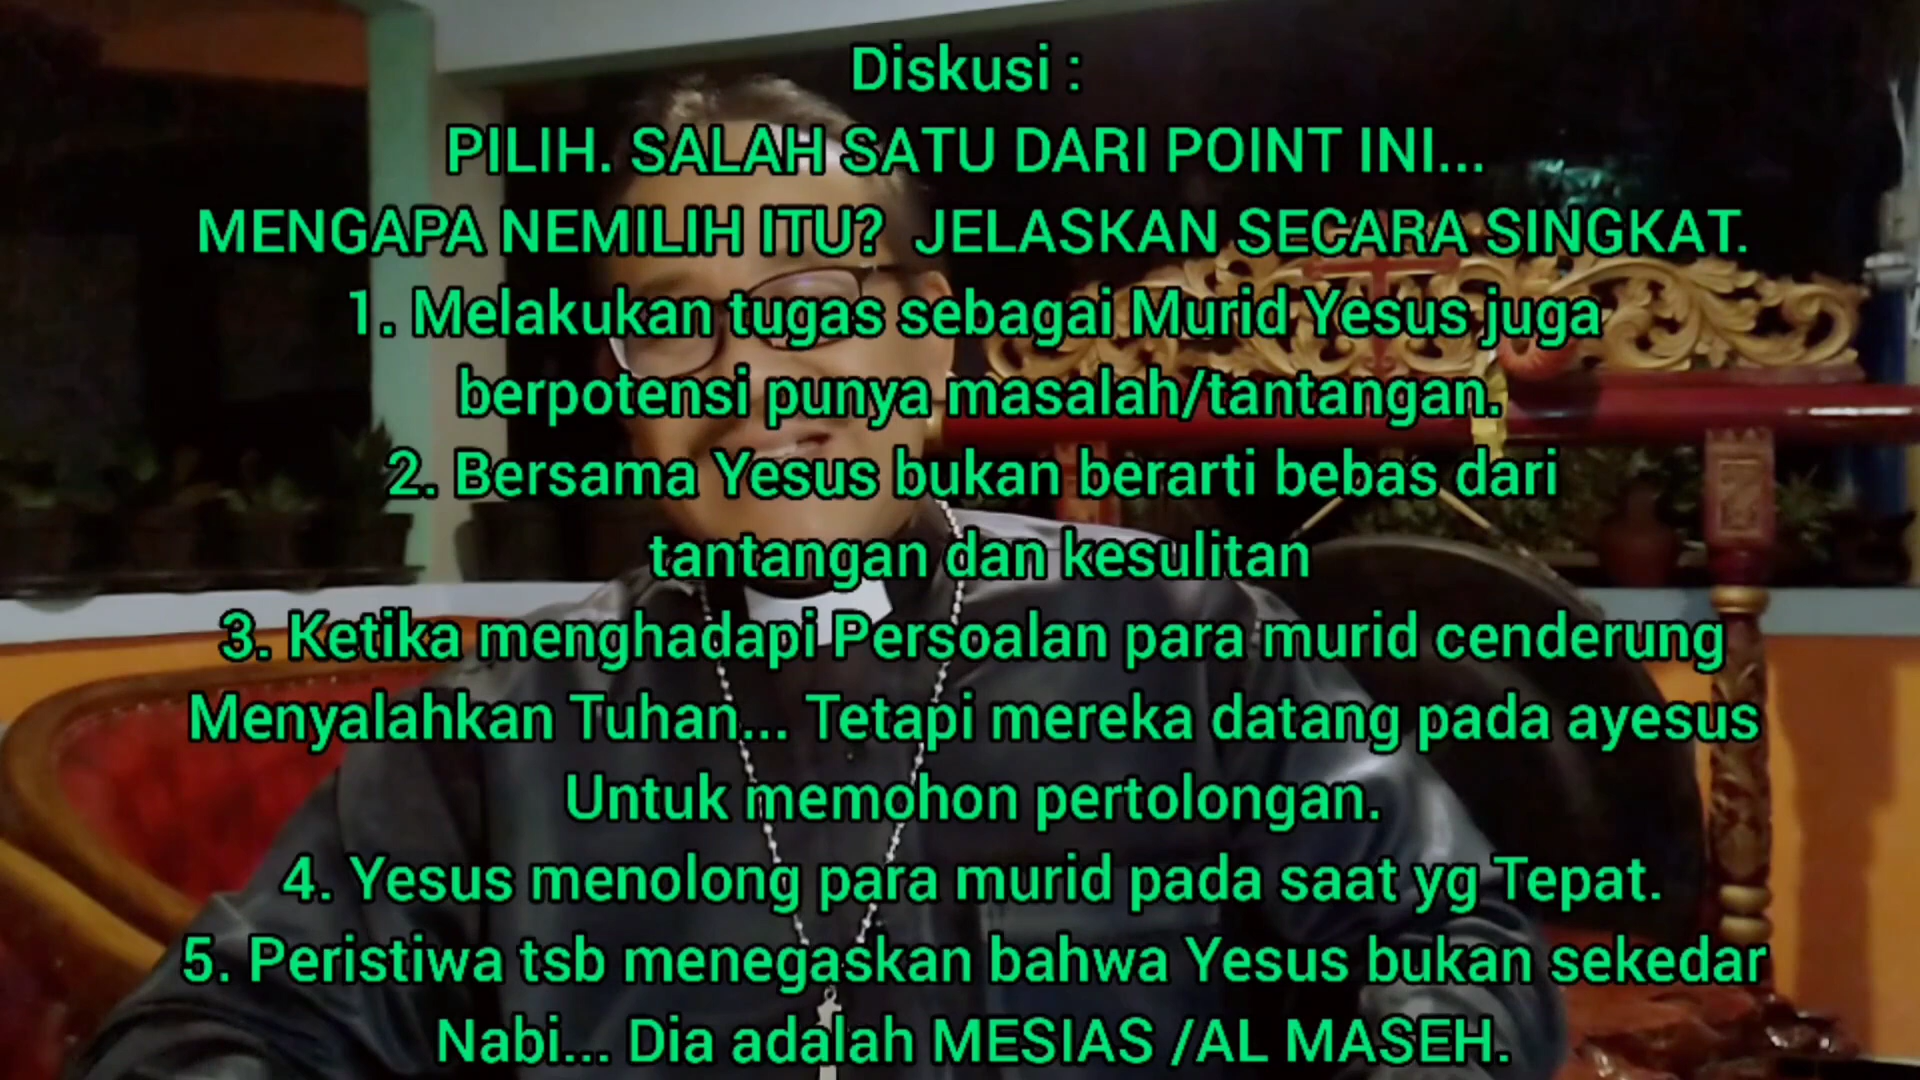 Diskusi :
PILIH. SALAH SATU DARI POINT INI...
MENGAPA NEMILIH ITU?  JELASKAN SECARA SINGKAT.
1. Melakukan tugas sebagai Murid Yesus juga
berpotensi punya masalah/tantangan.
2. Bersama Yesus bukan berarti bebas dari
tantangan dan kesulitan
3. Ketika menghadapi Persoalan para murid cenderung
Menyalahkan Tuhan... Tetapi mereka datang pada ayesus
Untuk memohon pertolongan.
4. Yesus menolong para murid pada saat yg Tepat.
5. Peristiwa tsb menegaskan bahwa Yesus bukan sekedar
Nabi... Dia adalah MESIAS /AL MASEH.